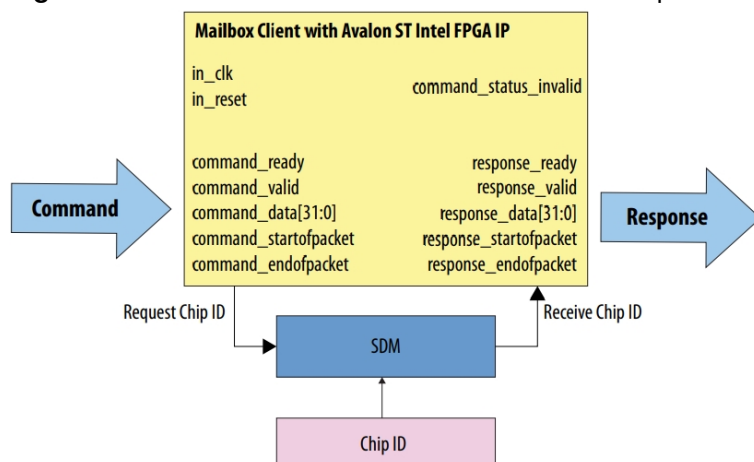 Mailbox Client with Avalon ST Intel FPGA IP
in_clk
in_reset
command_status_invalid
command_ready
command_valid
command_data[31:0]
command_startofpacket
command_endofpacket
response_ready
response_valid
response_data[31:0]
response_startofpacket
response_endofpacket
Command
Response
Request Chip ID
Receive Chip ID
SDM
Chip ID